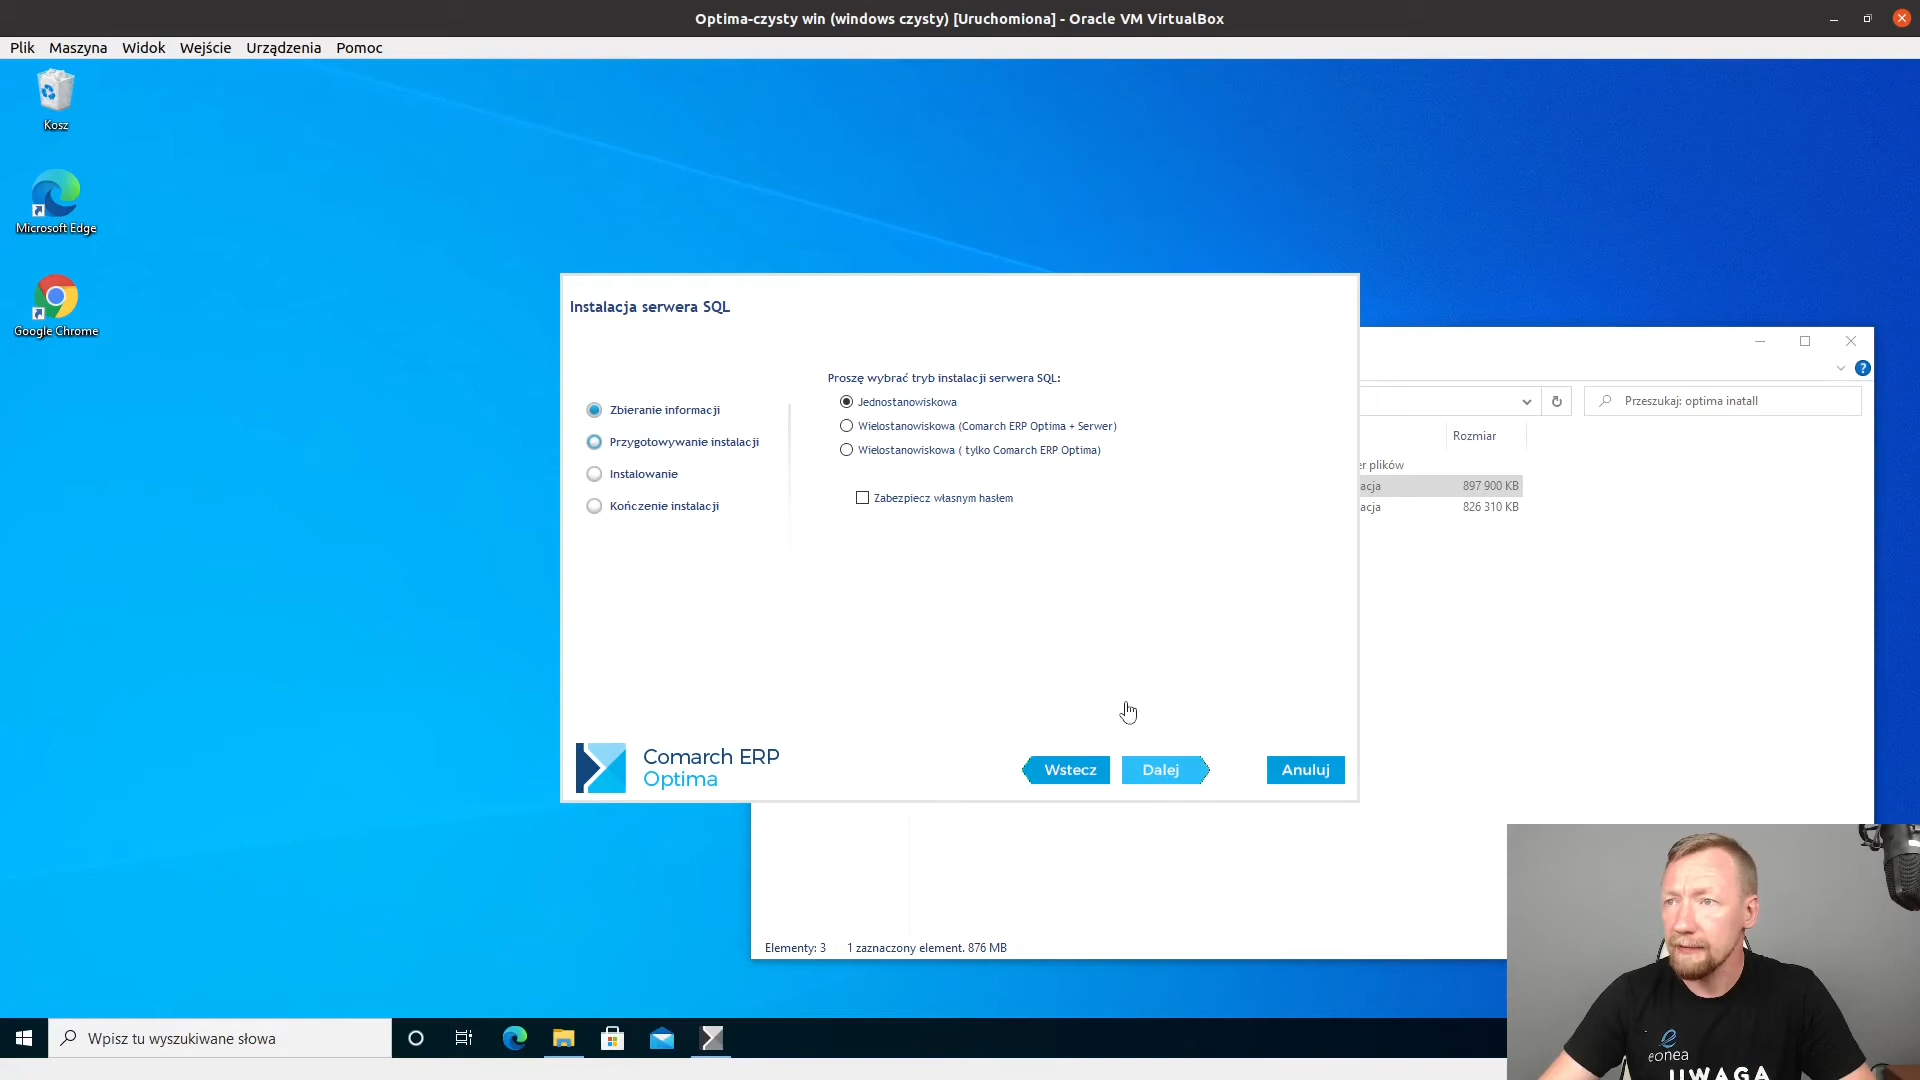 Optima-czysty win (windows czysty) [Uruchomiona] - Oracle VM VirtualBox
Plik Maszyna Widok Wejście Urządzenia Pomoc
Kosz
Microsoft Edge
Google Chrome
Instalacja serwera SQL
Zbieranie informacji
Przygotowywanie instalacji
Instalowanie
Kończenie instalacji
Proszę wybrać tryb instalacji serwera SQL:
Jednostanowiskowa
Wielostanowiskowa (Comarch ERP Optima + Serwer)
Wielostanowiskowa ( tylko Comarch ERP Optima)
Zabezpiecz własnym hasłem
Comarch ERP
Optima
Wstecz
Dalej
Anuluj
Przeszukaj: optima inatall
Rozmiar
er plików
acja 897 900 KB
acja 826 310 KB
Elementy: 3 1 zaznaczony element. 876 MB
Wpisz tu wyszukiwane słowa
eonea
UWAGA